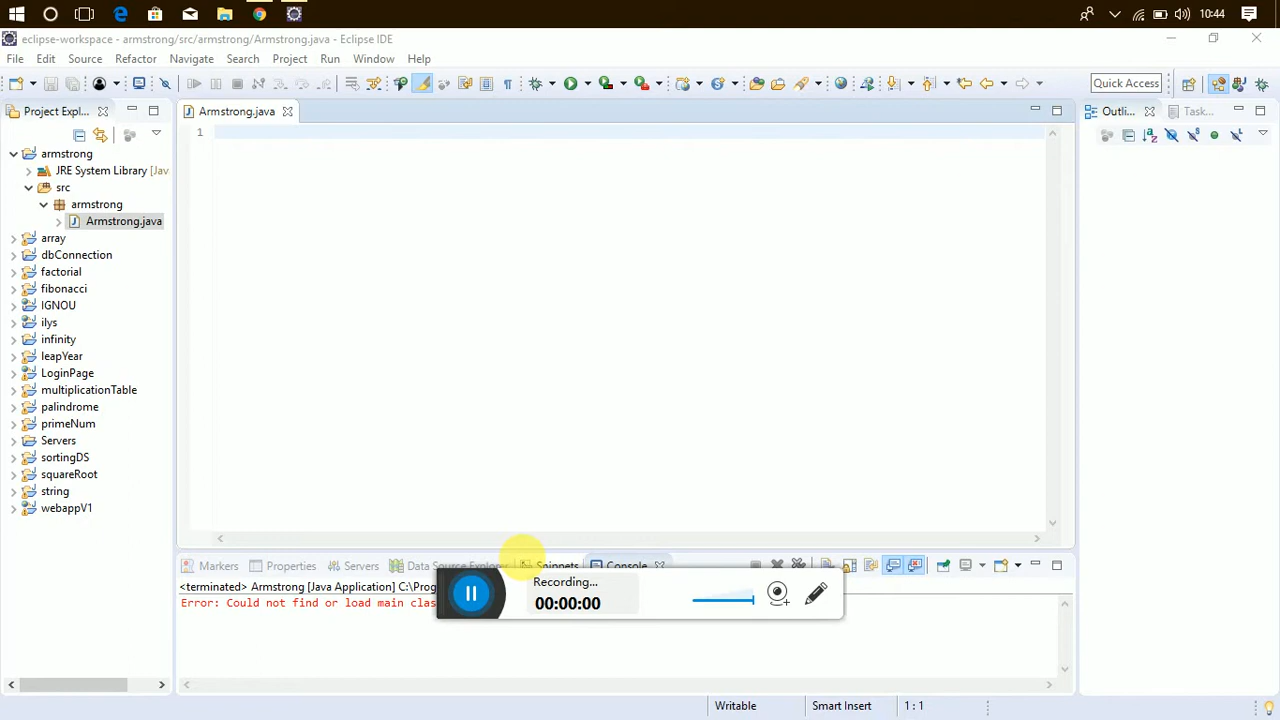 10:44
eclipse-workspace - armstrong/src/armstrong/Armstrong.java - Eclipse IDE
File Edit Source Refactor Navigate Search Project Run Window Help
Quick Access
Project Expl...
Armstrong.java
Outli...
Task...
1
armstrong
JRE System Library [Jav
src
armstrong
Armstrong.java
array
dbConnection
factorial
fibonacci
IGNOU
ilys
infinity
leapYear
LoginPage
multiplicationTable
palindrome
primeNum
Servers
sortingDS
squareRoot
string
webappV1
Markers Properties Servers Data Source Explorer Snippets Console
<terminated> Armstrong [Java Application] C:\Prog
Error: Could not find or load main clas
Recording...
00:00:00
Writable Smart Insert 1 : 1